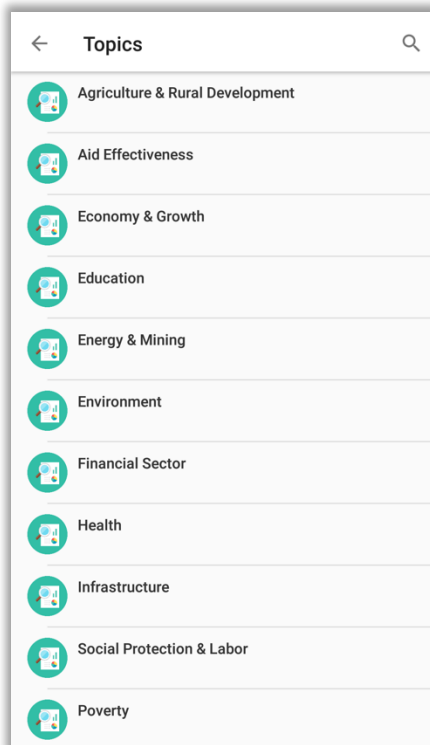 Topics
Agriculture & Rural Development
Aid Effectiveness
Economy & Growth
Education
Energy & Mining
Environment
Financial Sector
Health
Infrastructure
Social Protection & Labor
Poverty